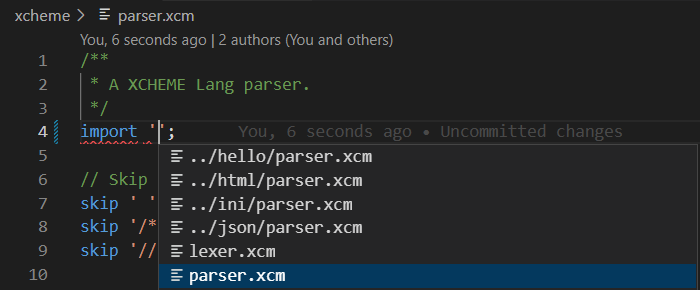 xcheme > parser.xcm
You, 6 seconds ago | 2 authors (You and others)
1 /**
2 * A XCHEME Lang parser.
3 */
4 import ''; You, 6 seconds ago • Uncommitted changes
5 ../hello/parser.xcm
6 // Skip ../html/parser.xcm
7 skip ' ' ../ini/parser.xcm
8 skip '/* ../json/parser.xcm
9 skip '// lexer.xcm
10 parser.xcm